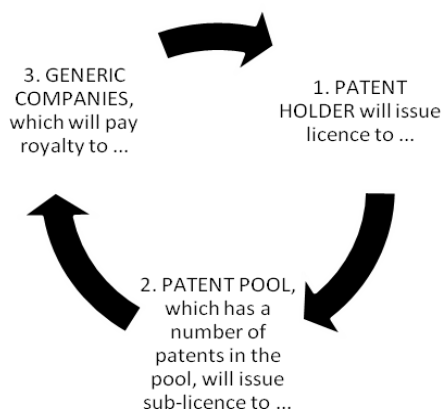 1. PATENT
HOLDER will issue
licence to ...
2. PATENT POOL,
which has a
number of
patents in the
pool, will issue
sub-licence to ...
3. GENERIC
COMPANIES,
which will pay
royalty to ...